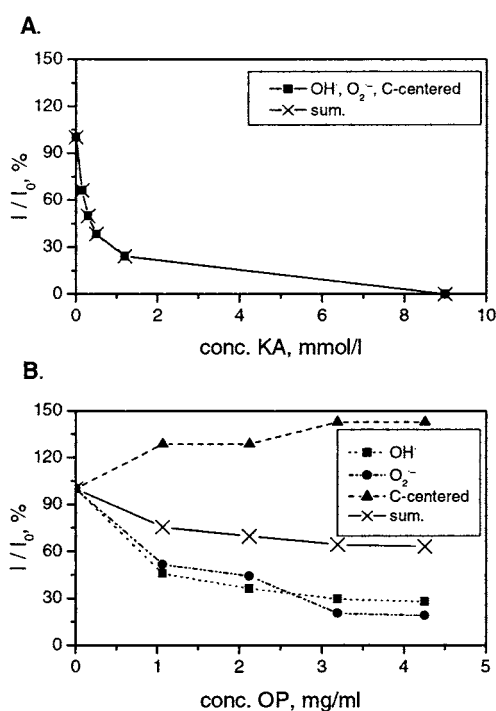 A.
150
120
90
60
30
0
I / I₀, %
OH·, O₂·⁻, C-centered
sum.
0 2 4 6 8 10
conc. KA, mmol/l
B.
150
120
90
60
30
0
I / I₀, %
OH·
O₂·⁻
C-centered
sum.
0 1 2 3 4 5
conc. OP, mg/ml